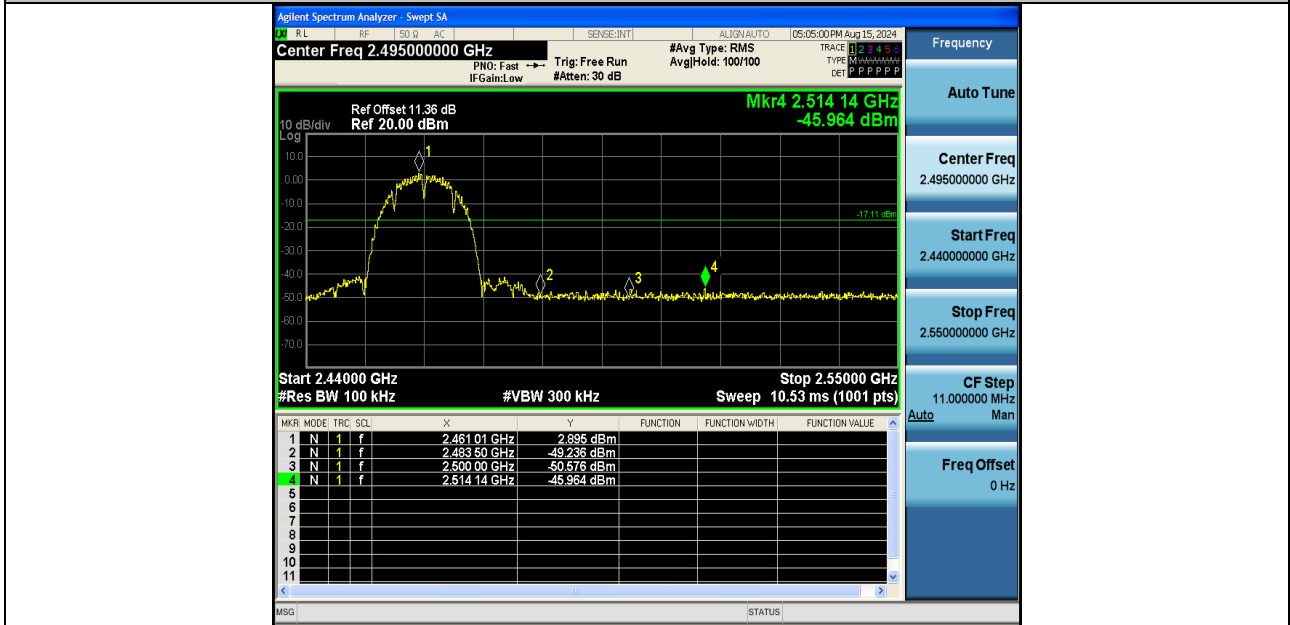 Agilent Spectrum Analyzer - Swept SA
LXI RL RF 50 Ω AC SENSE:INT ALIGNAUTO 05:05:00 PM Aug 15, 2024
Center Freq 2.495000000 GHz
PNO: Fast
IFGain:Low
Trig: Free Run
#Atten: 30 dB
#Avg Type: RMS
Avg|Hold: 100/100
TRACE 1 2 3 4 5 6
TYPE M
DET P P P P P P
Frequency
Auto Tune
Center Freq
2.495000000 GHz
Start Freq
2.440000000 GHz
Stop Freq
2.550000000 GHz
CF Step
11.000000 MHz
Auto Man
Freq Offset
0 Hz
Mkr4 2.514 14 GHz
-45.964 dBm
Ref Offset 11.36 dB
10 dB/div Ref 20.00 dBm
Log
10.0
0.00
-10.0
-20.0
-30.0
-40.0
-50.0
-60.0
-70.0
1
2
3
4
-17.11 dBm
Start 2.44000 GHz Stop 2.55000 GHz
#Res BW 100 kHz #VBW 300 kHz Sweep 10.53 ms (1001 pts)
MKR MODE TRC SCL X Y FUNCTION FUNCTION WIDTH FUNCTION VALUE
1 N 1 f 2.461 01 GHz 2.895 dBm
2 N 1 f 2.483 50 GHz -49.236 dBm
3 N 1 f 2.500 00 GHz -50.576 dBm
4 N 1 f 2.514 14 GHz -45.964 dBm
5
6
7
8
9
10
11
MSG STATUS